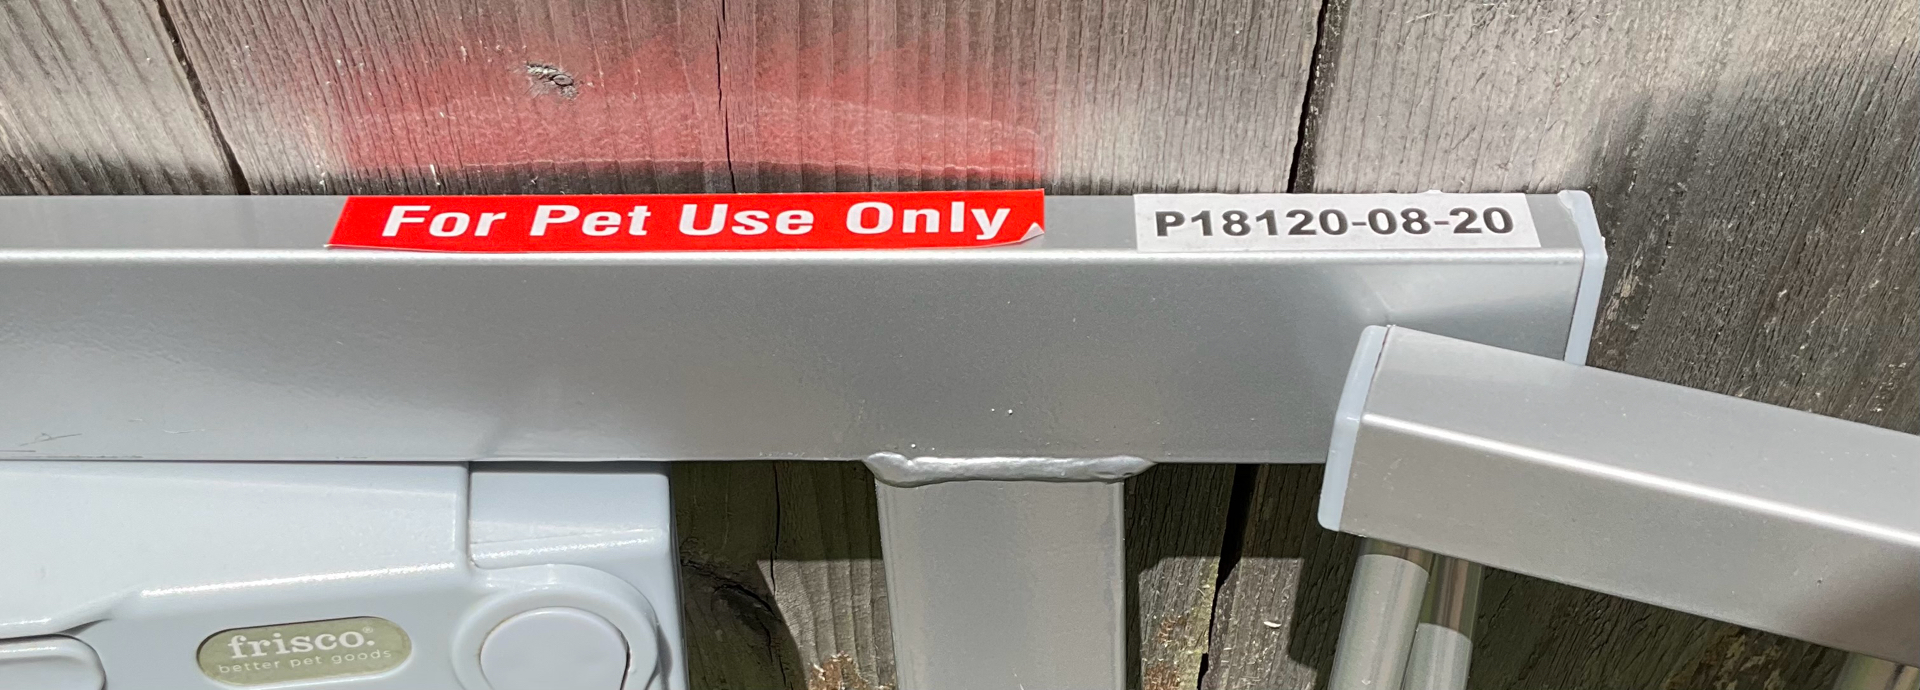 For Pet Use Only
P18120-08-20
frisco.®
better pet goods